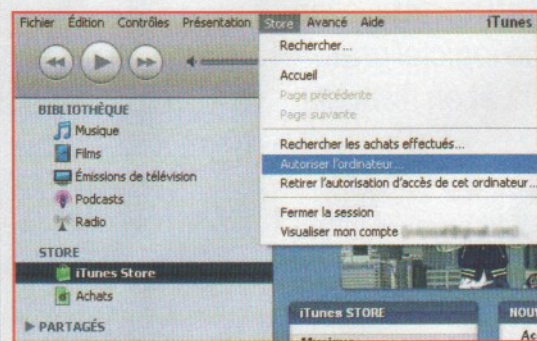 Fichier Édition Contrôles Présentation Store Avancé Aide iTunes
Rechercher...
Accueil
Page précédente
Page suivante
Rechercher les achats effectués...
Autoriser l'ordinateur...
Retirer l'autorisation d'accès de cet ordinateur...
Fermer la session
Visualiser mon compte
BIBLIOTHÈQUE
Musique
Films
Émissions de télévision
Podcasts
Radio
STORE
iTunes Store
Achats
PARTAGÉS
iTunes STORE